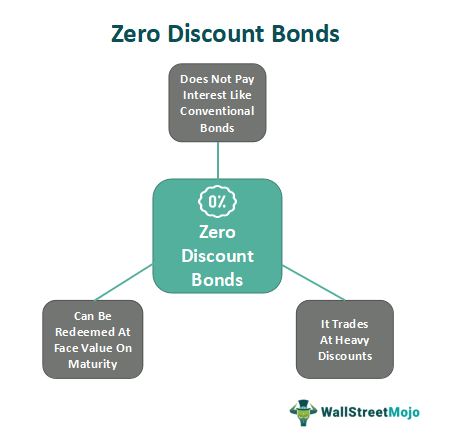 Zero Discount Bonds
Does Not Pay
Interest Like
Conventional
Bonds
0%
Zero
Discount
Bonds
Can Be
Redeemed At
Face Value On
Maturity
It Trades
At Heavy
Discounts
WallStreetMojo